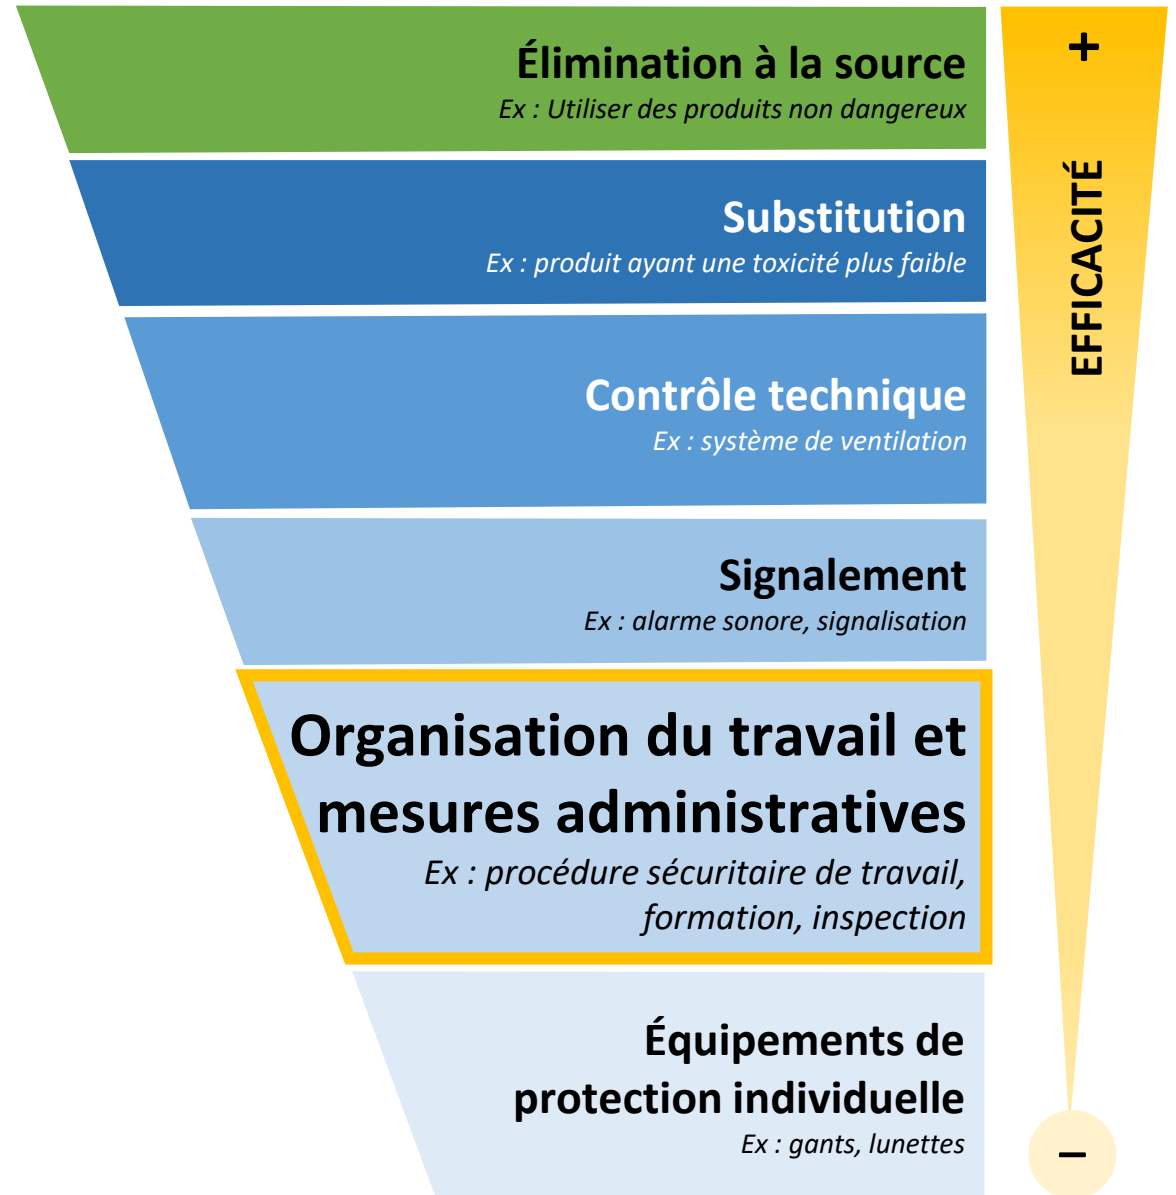 Élimination à la source
Ex : Utiliser des produits non dangereux
Substitution
Ex : produit ayant une toxicité plus faible
Contrôle technique
Ex : système de ventilation
Signalement
Ex : alarme sonore, signalisation
Organisation du travail et
mesures administratives
Ex : procédure sécuritaire de travail,
formation, inspection
Équipements de
protection individuelle
Ex : gants, lunettes
+
EFFICACITÉ
–